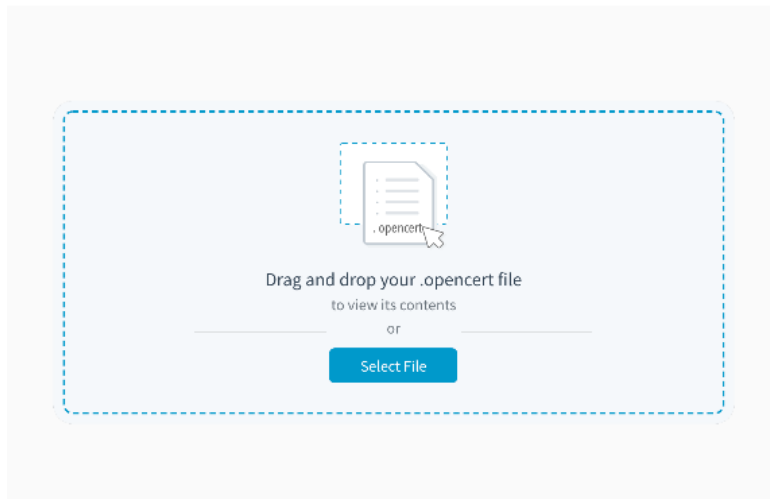 . opencert
Drag and drop your .opencert file
to view its contents
or
Select File